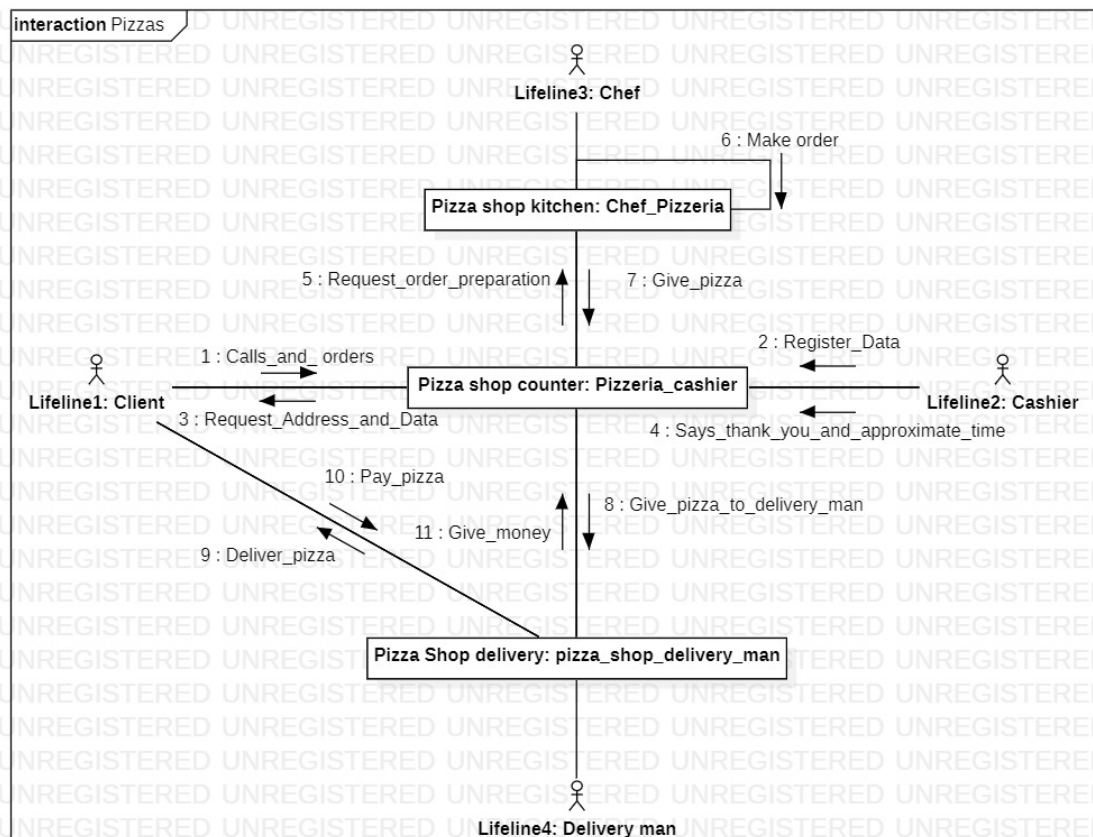 interaction Pizzas
Lifeline3: Chef
6 : Make order
Pizza shop kitchen: Chef_Pizzeria
5 : Request_order_preparation
7 : Give_pizza
1 : Calls_and_ orders
2 : Register_Data
Pizza shop counter: Pizzeria_cashier
Lifeline1: Client
Lifeline2: Cashier
3 : Request_Address_and_Data
4 : Says_thank_you_and_approximate_time
10 : Pay_pizza
8 : Give_pizza_to_delivery_man
11 : Give_money
9 : Deliver_pizza
Pizza Shop delivery: pizza_shop_delivery_man
Lifeline4: Delivery man
UNREGISTERED